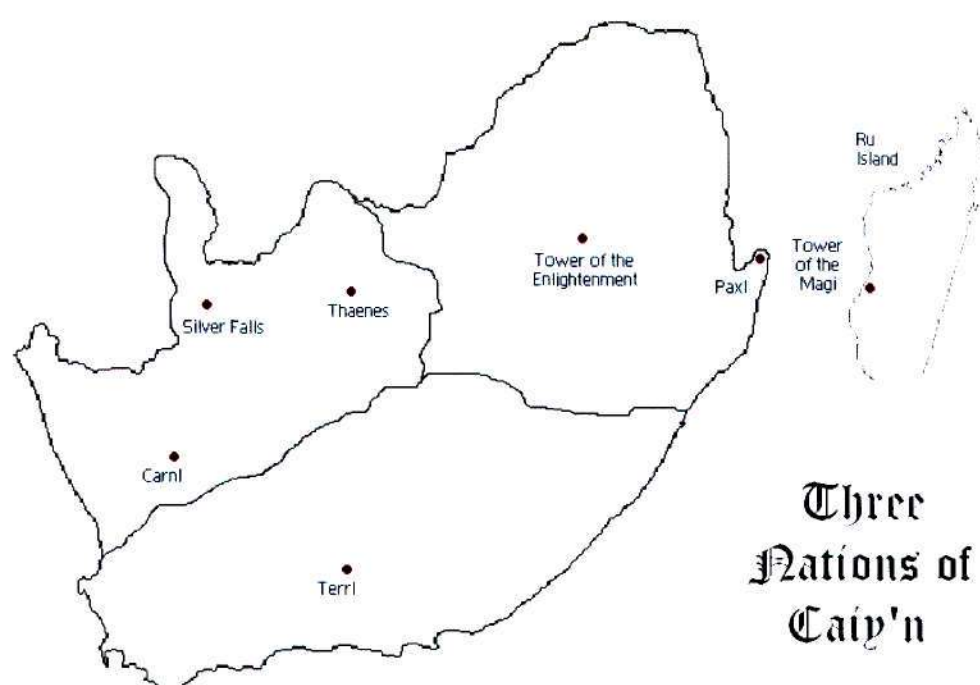 Ru
Island
Tower of the
Enlightenment
Tower
of the
Magi
Paxl
Silver Falls
Thaenes
Carnl
Terrl
Three
Nations of
Caiy'n